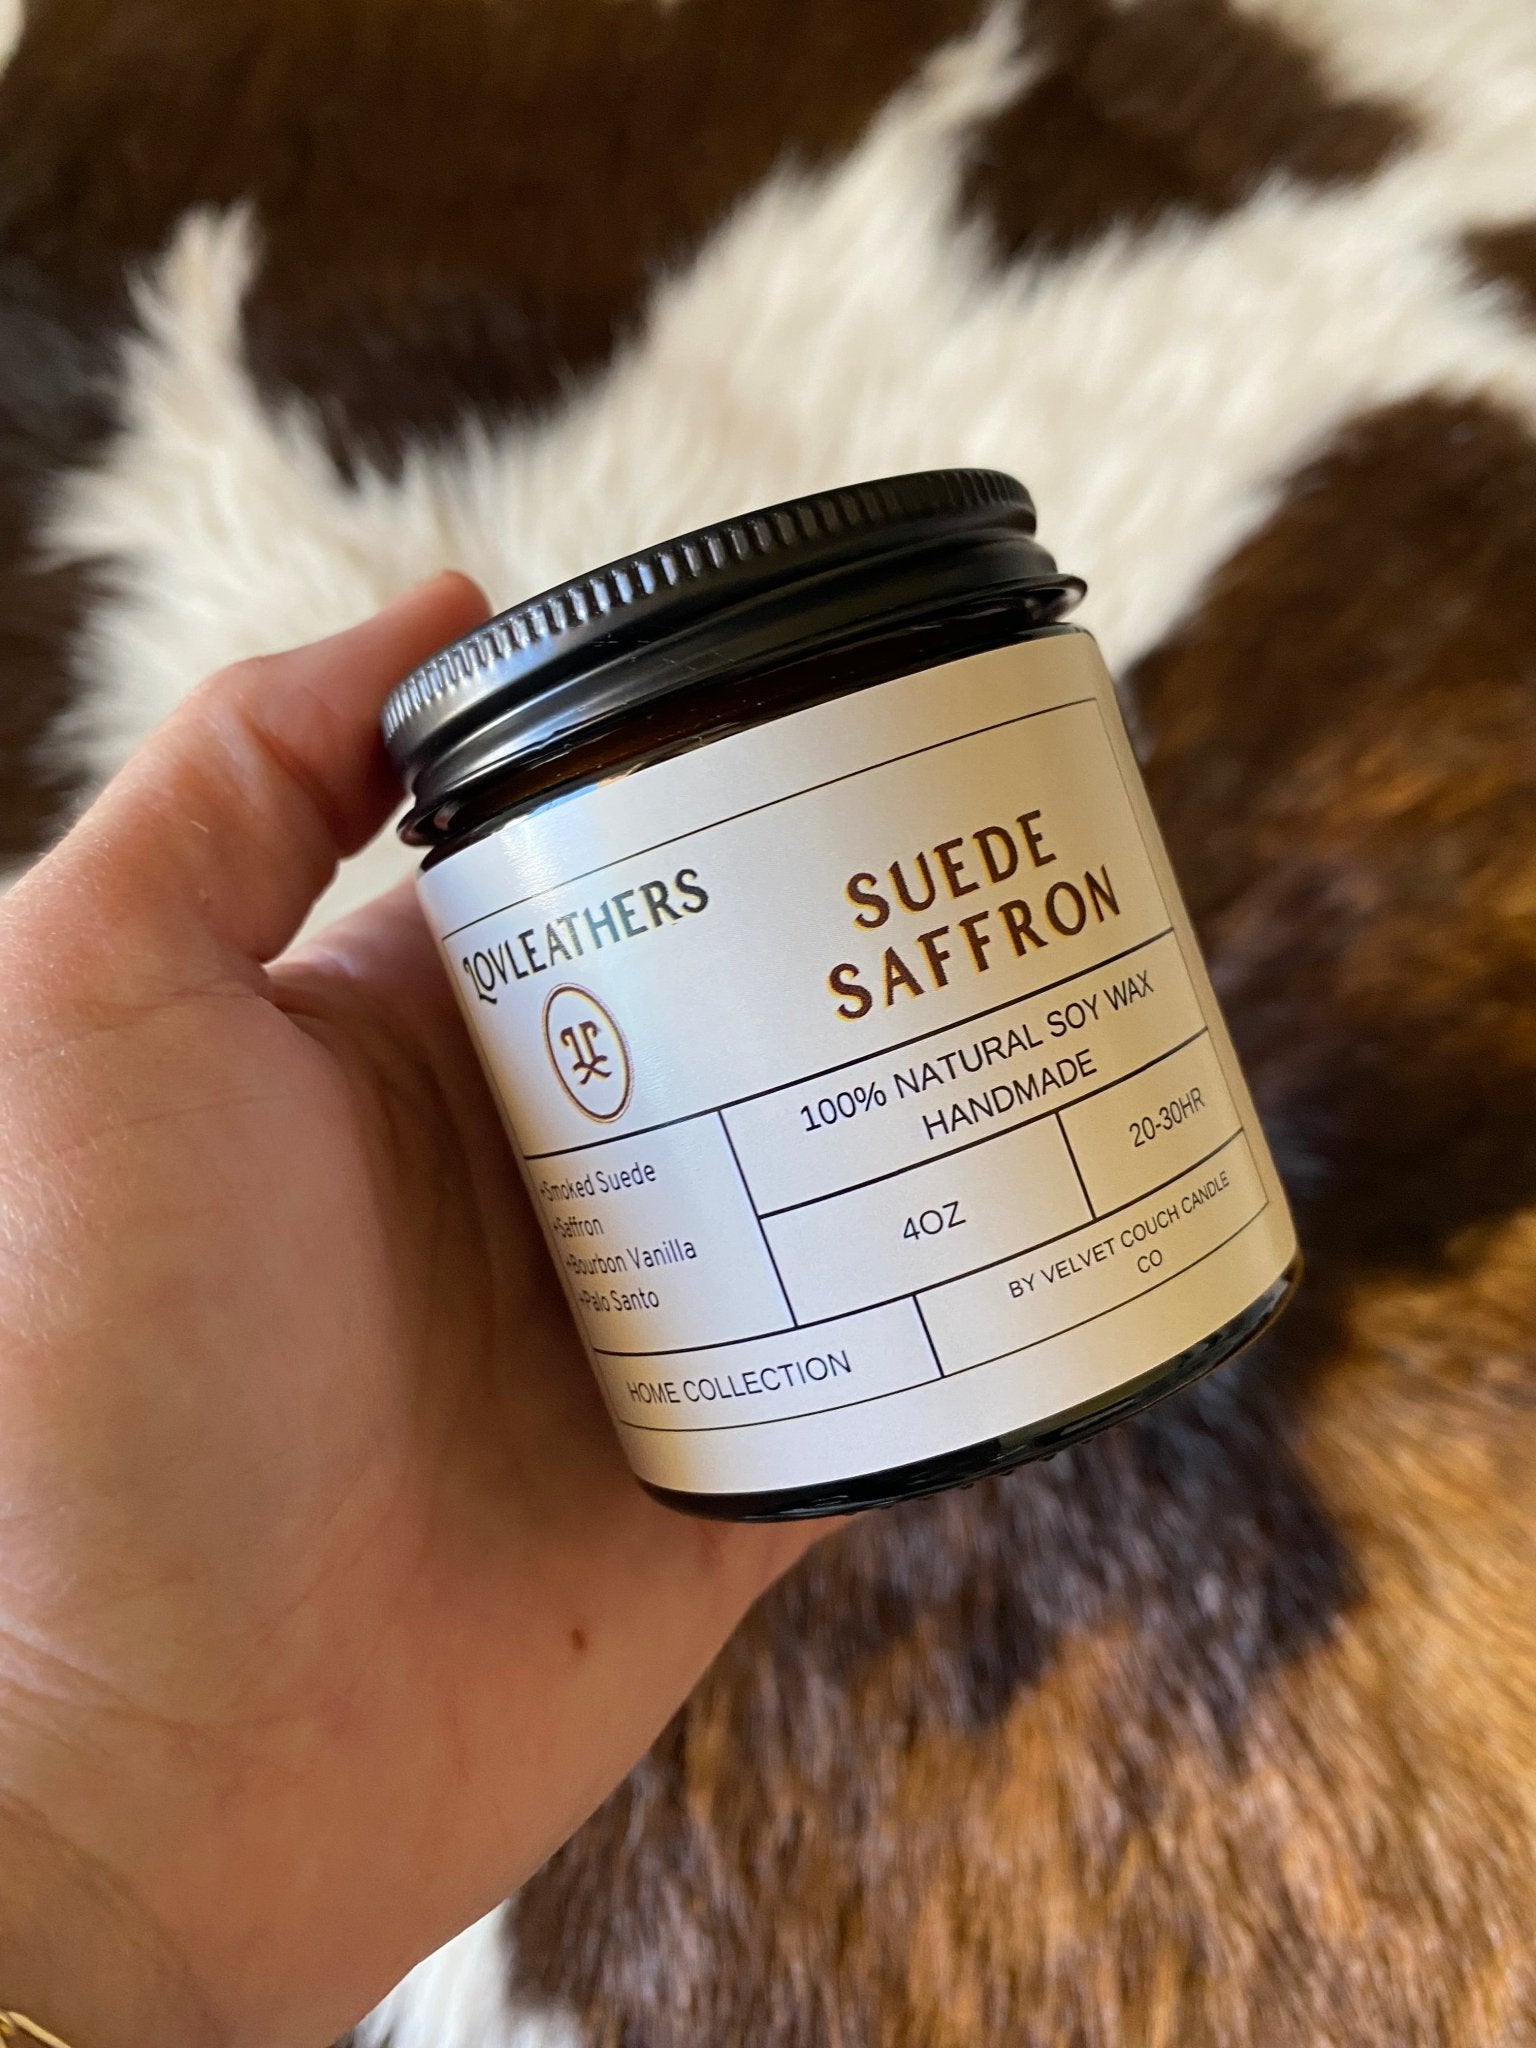 LOVLEATHERS
SUEDE
SAFFRON
100% NATURAL SOY WAX
HANDMADE
+Smoked Suede
+Saffron
+Bourbon Vanilla
+Palo Santo
4OZ
20-30HR
BY VELVET COUCH CANDLE
CO
HOME COLLECTION